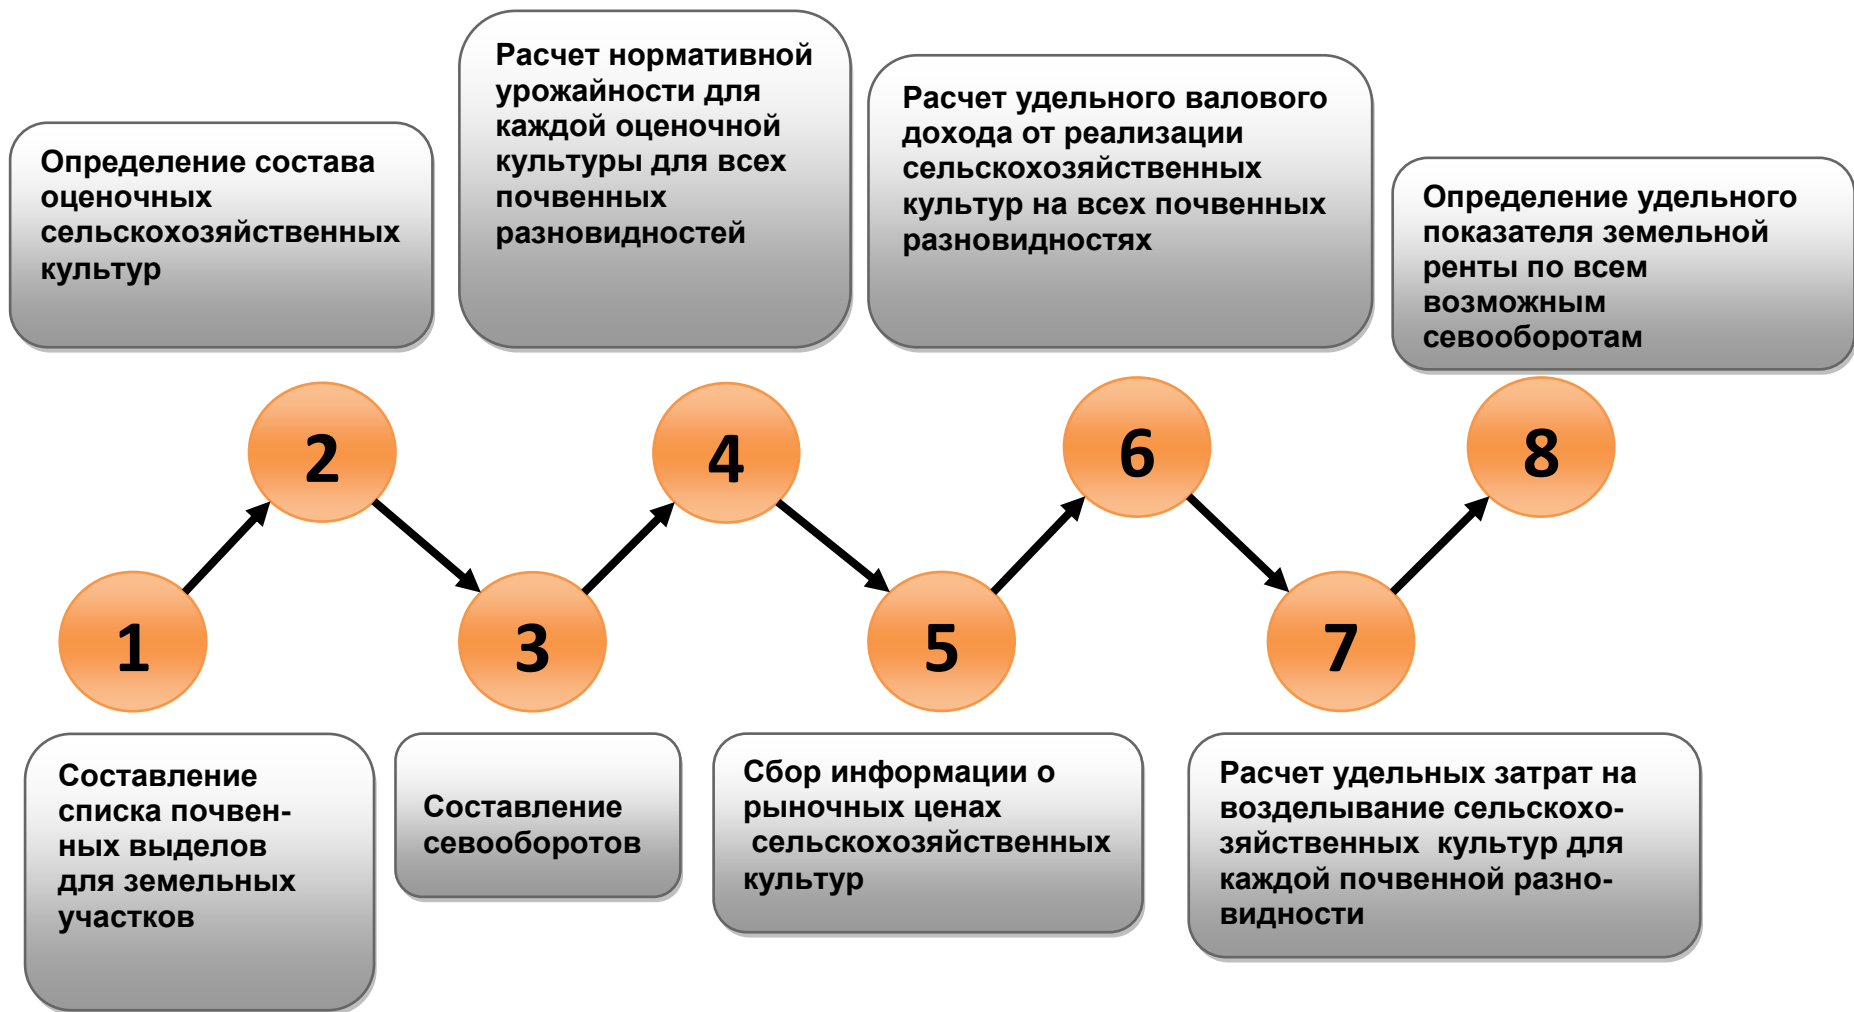 Определение состава
оценочных
сельскохозяйственных
культур
Расчет нормативной
урожайности для
каждой оценочной
культуры для всех
почвенных
разновидностей
Расчет удельного валового
дохода от реализации
сельскохозяйственных
культур на всех почвенных
разновидностях
Определение удельного
показателя земельной
ренты по всем
возможным
севооборотам
2
4
6
8
1
3
5
7
Составление
списка почвен-
ных выделов
для земельных
участков
Составление
севооборотов
Сбор информации о
рыночных ценах
сельскохозяйственных
культур
Расчет удельных затрат на
возделывание сельскохо-
зяйственных культур для
каждой почвенной разно-
видности